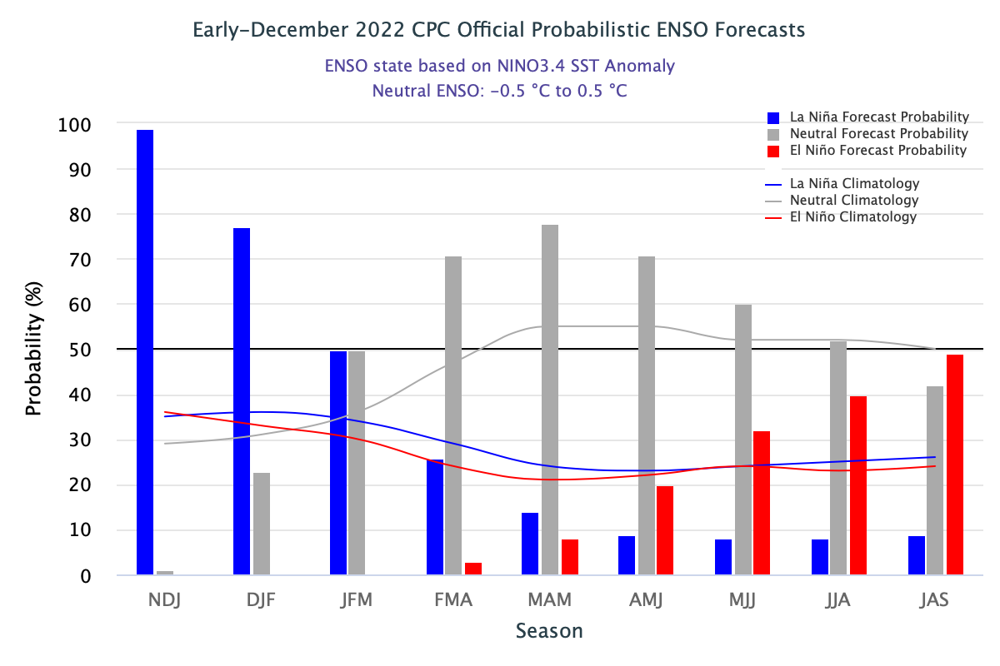 Early-December 2022 CPC Official Probabilistic ENSO Forecasts
ENSO state based on NINO3.4 SST Anomaly
Neutral ENSO: -0.5 °C to 0.5 °C
La Niña Forecast Probability
Neutral Forecast Probability
El Niño Forecast Probability
La Niña Climatology
Neutral Climatology
El Niño Climatology
Probability (%)
100
90
80
70
60
50
40
30
20
10
0
NDJ DJF JFM FMA MAM AMJ MJJ JJA JAS
Season